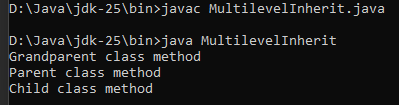 D:\Java\jdk-25\bin>javac MultilevelInherit.java
D:\Java\jdk-25\bin>java MultilevelInherit
Grandparent class method
Parent class method
Child class method